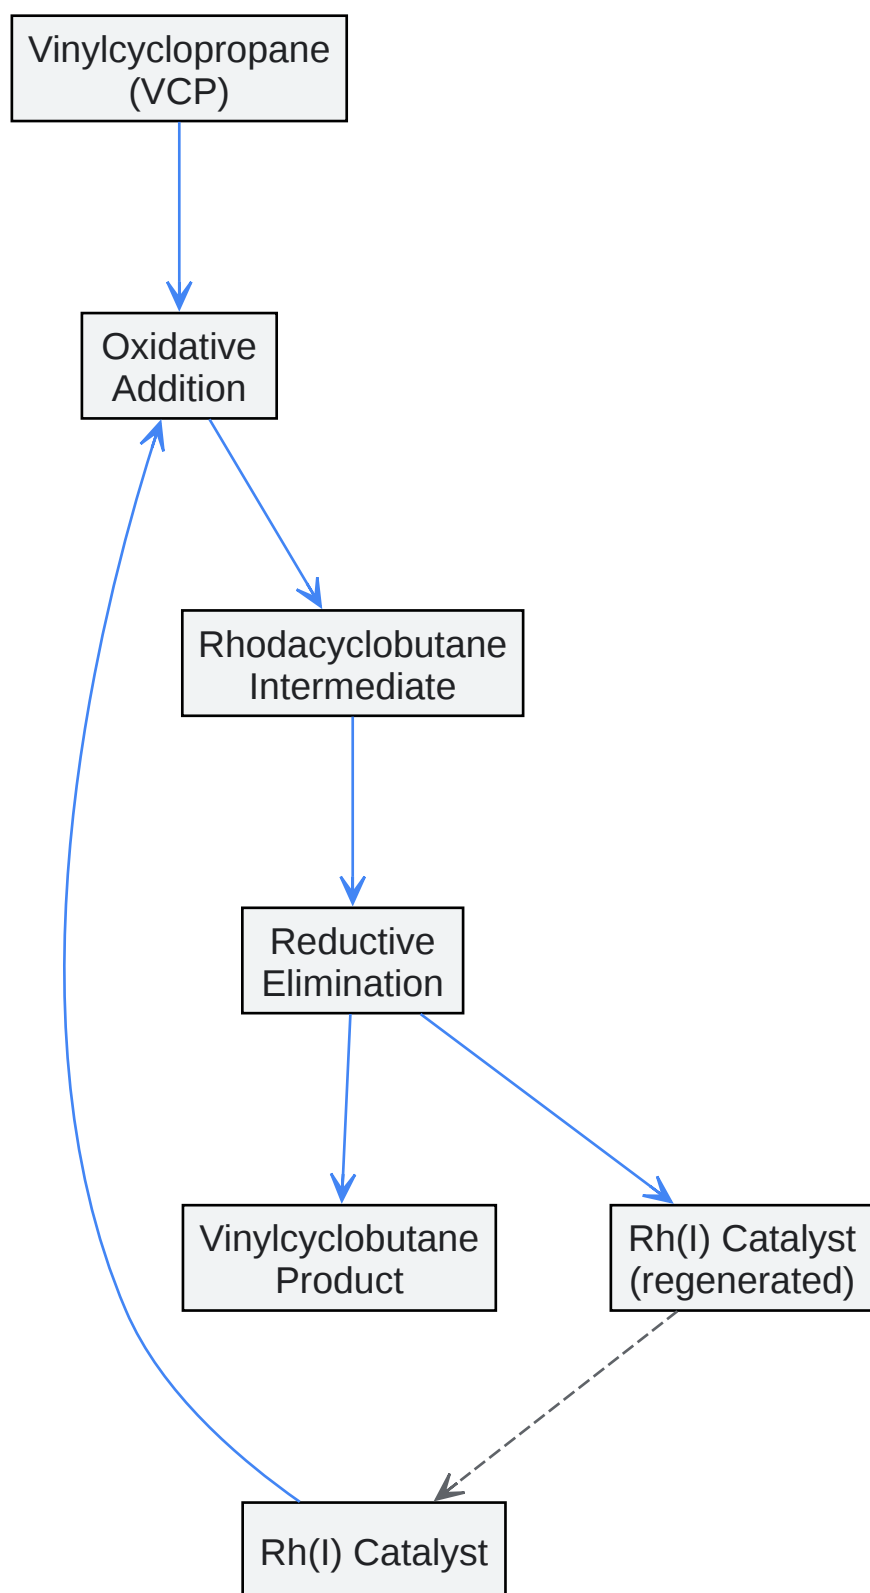 Vinylcyclopropane
(VCP)
Oxidative
Addition
Rhodacyclobutane
Intermediate
Reductive
Elimination
Vinylcyclobutane
Product
Rh(I) Catalyst
(regenerated)
Rh(I) Catalyst